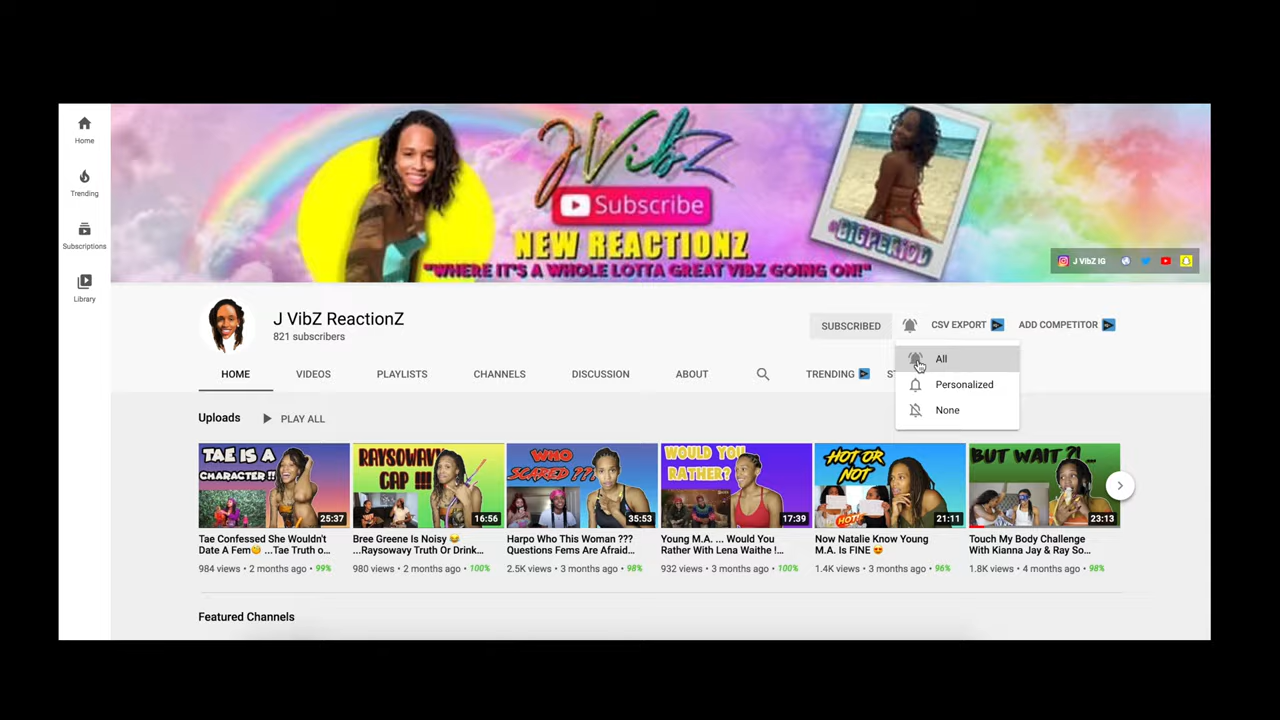 Home
Trending
Subscriptions
Library
JVibZ
Subscribe
NEW REACTIONZ
"WHERE IT'S A WHOLE LOTTA GREAT VIBZ GOING ON!"
@BIGPERIOD
J VibZ IG
J VibZ ReactionZ
821 subscribers
SUBSCRIBED
CSV EXPORT
ADD COMPETITOR
All
Personalized
None
HOME
VIDEOS
PLAYLISTS
CHANNELS
DISCUSSION
ABOUT
TRENDING
Uploads
PLAY ALL
TAE IS A
CHARACTER!!
25:37
RAYSOWAVY
CAP !!!
16:56
WHO
SCARED???
35:53
WOULD YOU
RATHER?
17:39
HOT OR
NOT
HOT!
21:11
BUT WAIT ?! ...
23:13
Tae Confessed She Wouldn't
Date A Fem🤭 ...Tae Truth o...
984 views • 2 months ago • 99%
Bree Greene Is Noisy 😂
...Raysowavy Truth Or Drink...
980 views • 2 months ago • 100%
Harpo Who This Woman ???
Questions Fems Are Afraid...
2.5K views • 3 months ago • 98%
Young M.A. ... Would You
Rather With Lena Waithe !...
932 views • 3 months ago • 100%
Now Natalie Know Young
M.A. Is FINE 😍
1.4K views • 3 months ago • 96%
Touch My Body Challenge
With Kianna Jay & Ray So...
1.8K views • 4 months ago • 98%
Featured Channels